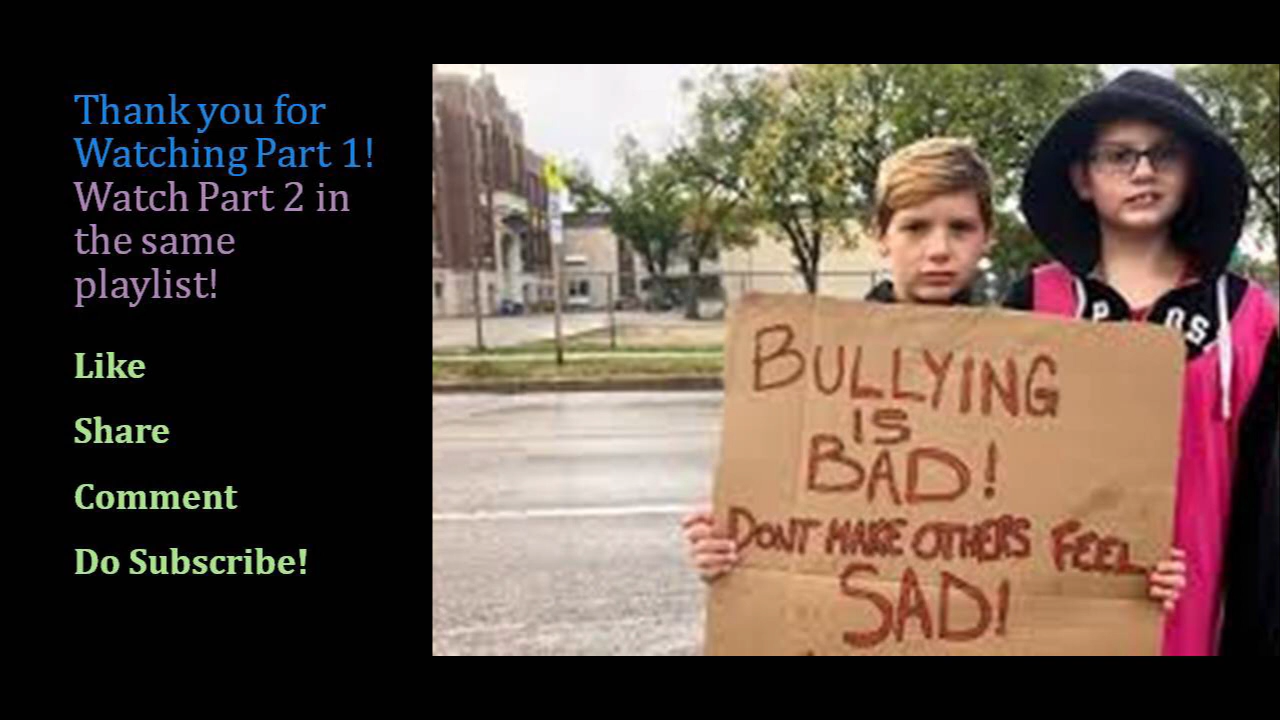 Thank you for
Watching Part 1!
Watch Part 2 in
the same
playlist!
Like
Share
Comment
Do Subscribe!
BULLYING
IS
BAD!
DONT MAKE OTHERS FEEL
SAD!